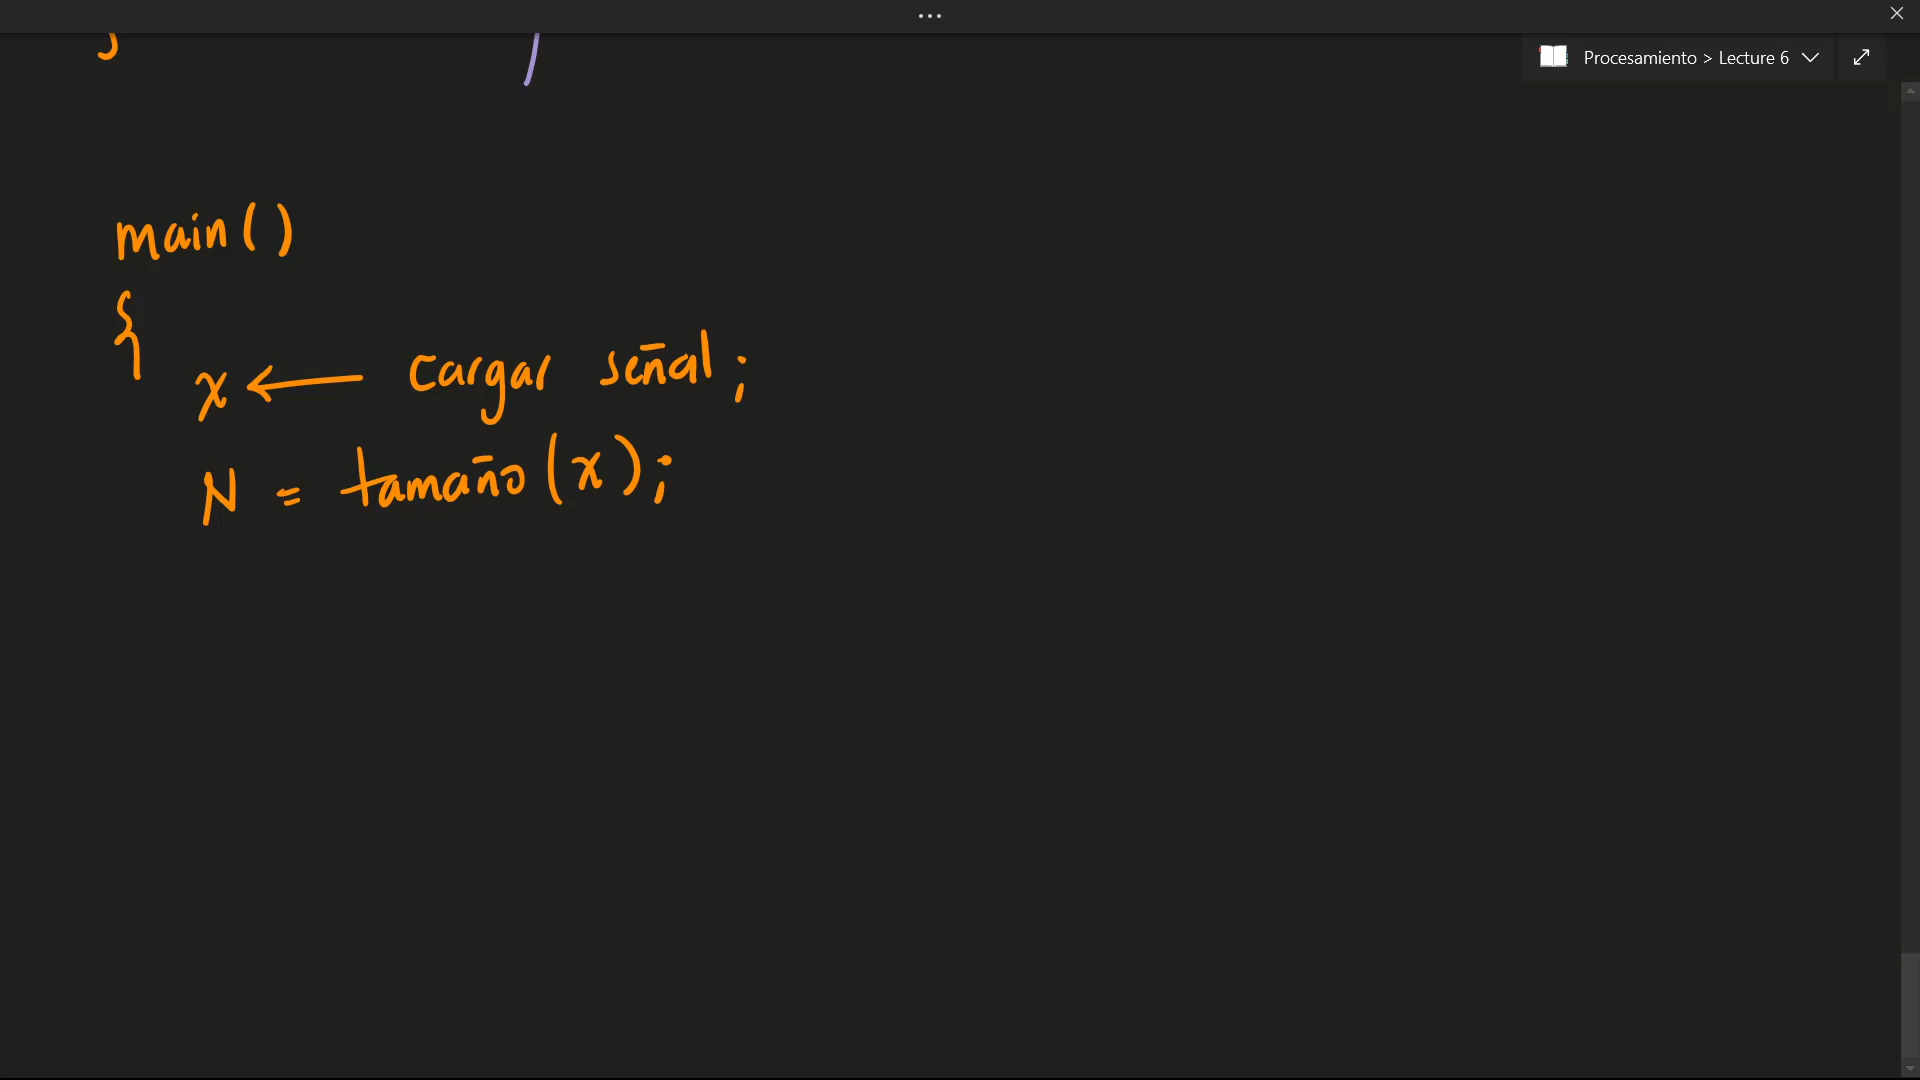 Procesamiento > Lecture 6
main()
{
x ← cargar señal;
N = tamaño(x);